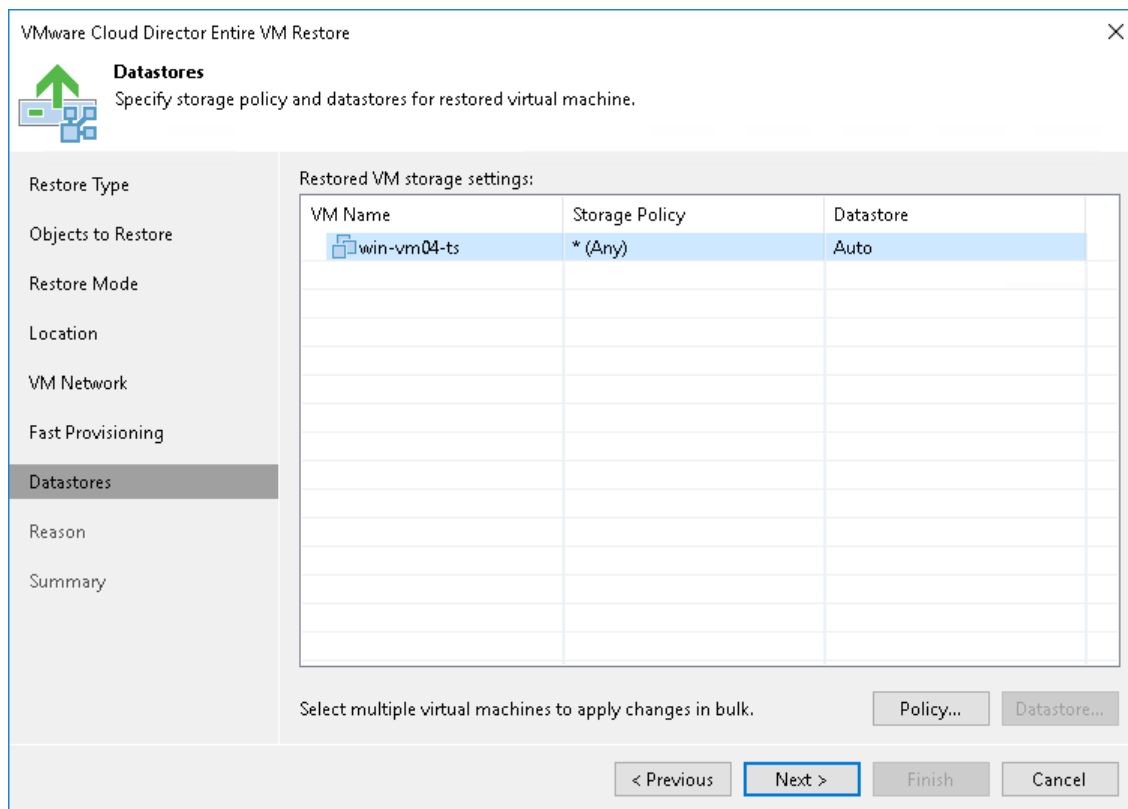 VMware Cloud Director Entire VM Restore
Datastores
Specify storage policy and datastores for restored virtual machine.
Restore Type
Objects to Restore
Restore Mode
Location
VM Network
Fast Provisioning
Datastores
Reason
Summary
Restored VM storage settings:
VM Name Storage Policy Datastore
win-vm04-ts * (Any) Auto
Select multiple virtual machines to apply changes in bulk. Policy... Datastore...
< Previous Next > Finish Cancel